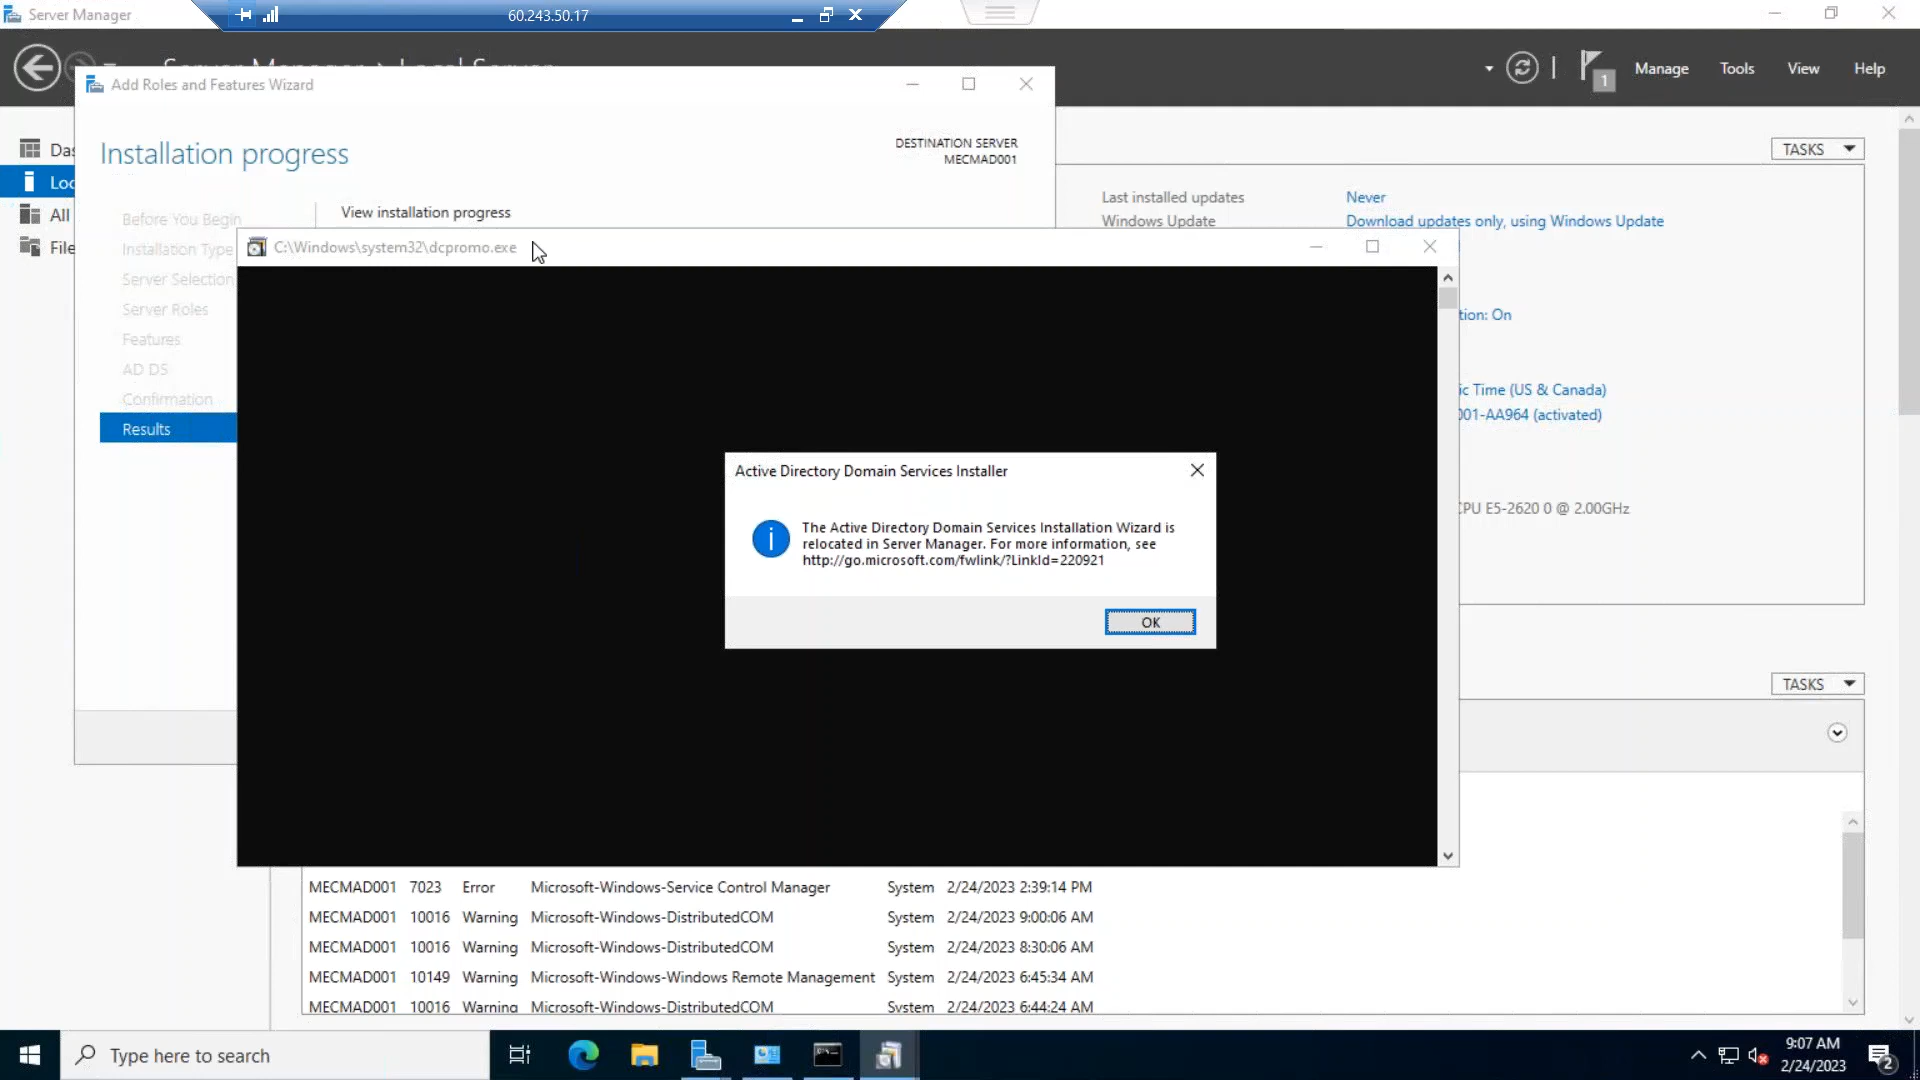 Server Manager
60.243.50.17
1
Manage
Tools
View
Help
Add Roles and Features Wizard
Installation progress
DESTINATION SERVER
MECMAD001
TASKS
Das
Loc
All
File
Before You Begin
Installation Type
Server Selection
Server Roles
Features
AD DS
Confirmation
Results
View installation progress
Last installed updates
Never
Windows Update
Download updates only, using Windows Update
C:\Windows\system32\dcpromo.exe
tion: On
ic Time (US & Canada)
001-AA964 (activated)
CPU E5-2620 0 @ 2.00GHz
Active Directory Domain Services Installer
The Active Directory Domain Services Installation Wizard is
relocated in Server Manager. For more information, see
http://go.microsoft.com/fwlink/?LinkId=220921
OK
TASKS
MECMAD001 7023 Error Microsoft-Windows-Service Control Manager System 2/24/2023 2:39:14 PM
MECMAD001 10016 Warning Microsoft-Windows-DistributedCOM System 2/24/2023 9:00:06 AM
MECMAD001 10016 Warning Microsoft-Windows-DistributedCOM System 2/24/2023 8:30:06 AM
MECMAD001 10149 Warning Microsoft-Windows-Windows Remote Management System 2/24/2023 6:45:34 AM
MECMAD001 10016 Warning Microsoft-Windows-DistributedCOM System 2/24/2023 6:44:24 AM
Type here to search
9:07 AM
2/24/2023
2